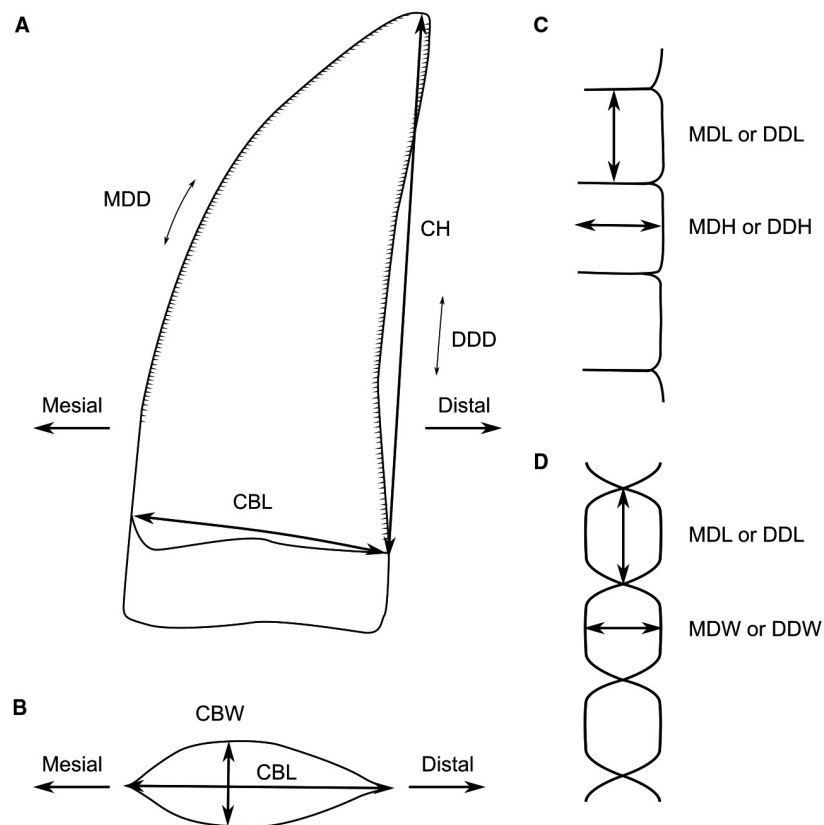 A
MDD
CH
DDD
Mesial
Distal
CBL
B
CBW
Mesial
CBL
Distal
C
MDL or DDL
MDH or DDH
D
MDL or DDL
MDW or DDW